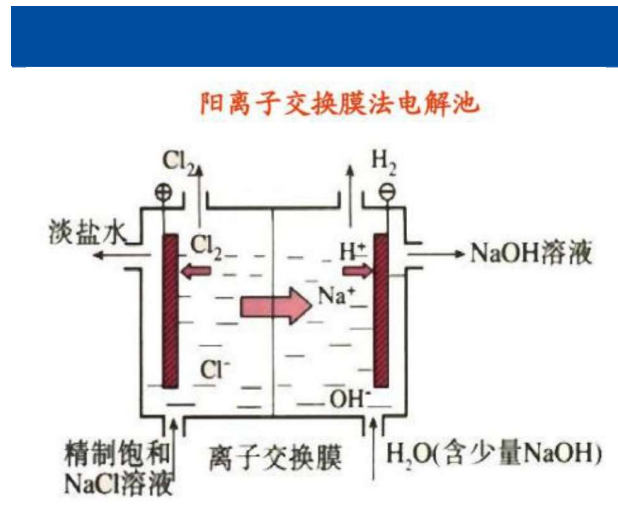 阳离子交换膜法电解池
Cl₂ H₂
⊕ ⊖
淡盐水 Cl₂ H⁺ NaOH溶液
Na⁺
Cl⁻
OH⁻
精制饱和 离子交换膜 H₂O(含少量NaOH)
NaCl溶液